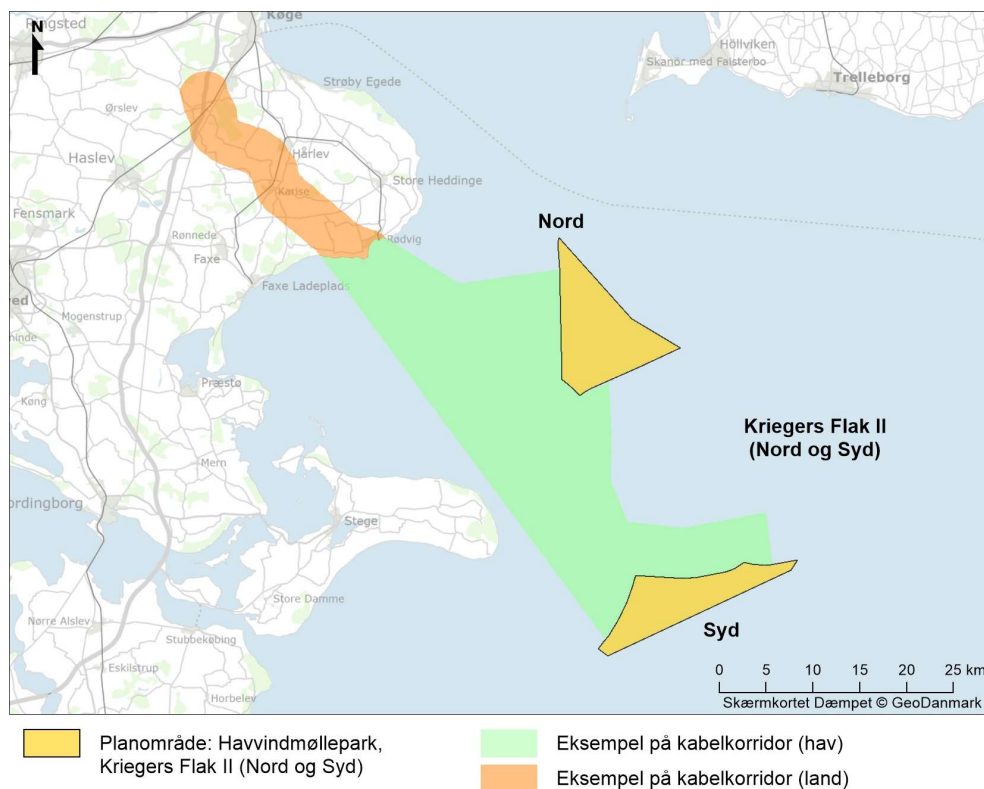 N
Ringsted
Køge
Ørslev
Strøby Egede
Höllviken
Skanör med Falsterbo
Trelleborg
Haslev
Hårlev
Karise
Store Heddinge
Fensmark
Rønnede
Faxe
Rødvig
Nord
Faxe Ladeplads
Mogenstrup
Præstø
Køng
Mern
Kriegers Flak II
(Nord og Syd)
ordingborg
Stege
Store Damme
Nørre Alslev
Stubbekøbing
Syd
Eskilstrup
Horbelev
0 5 10 15 20 25 km
Skærmkortet Dæmpet © GeoDanmark
Planområde: Havvindmøllepark,
Kriegers Flak II (Nord og Syd)
Eksempel på kabelkorridor (hav)
Eksempel på kabelkorridor (land)